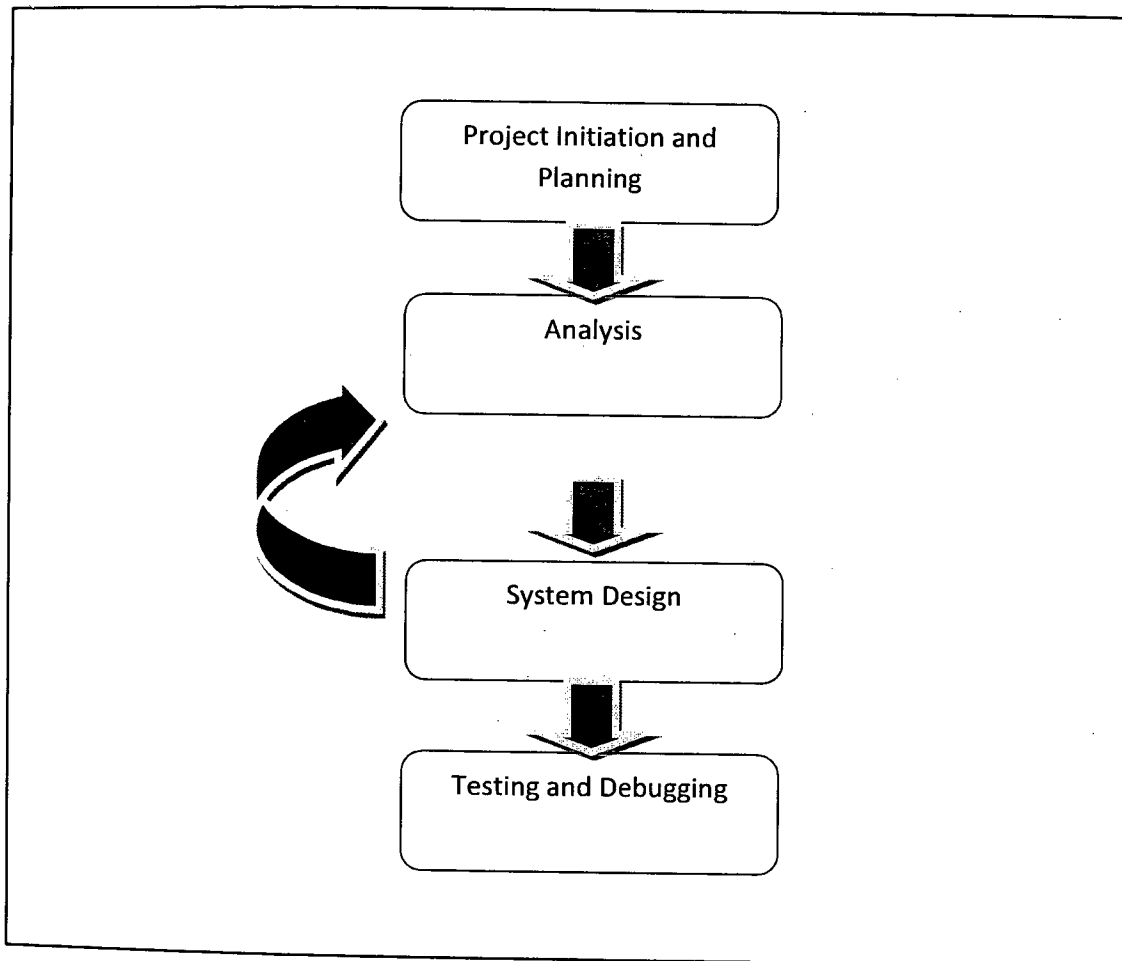 Project Initiation and
Planning
Analysis
System Design
Testing and Debugging